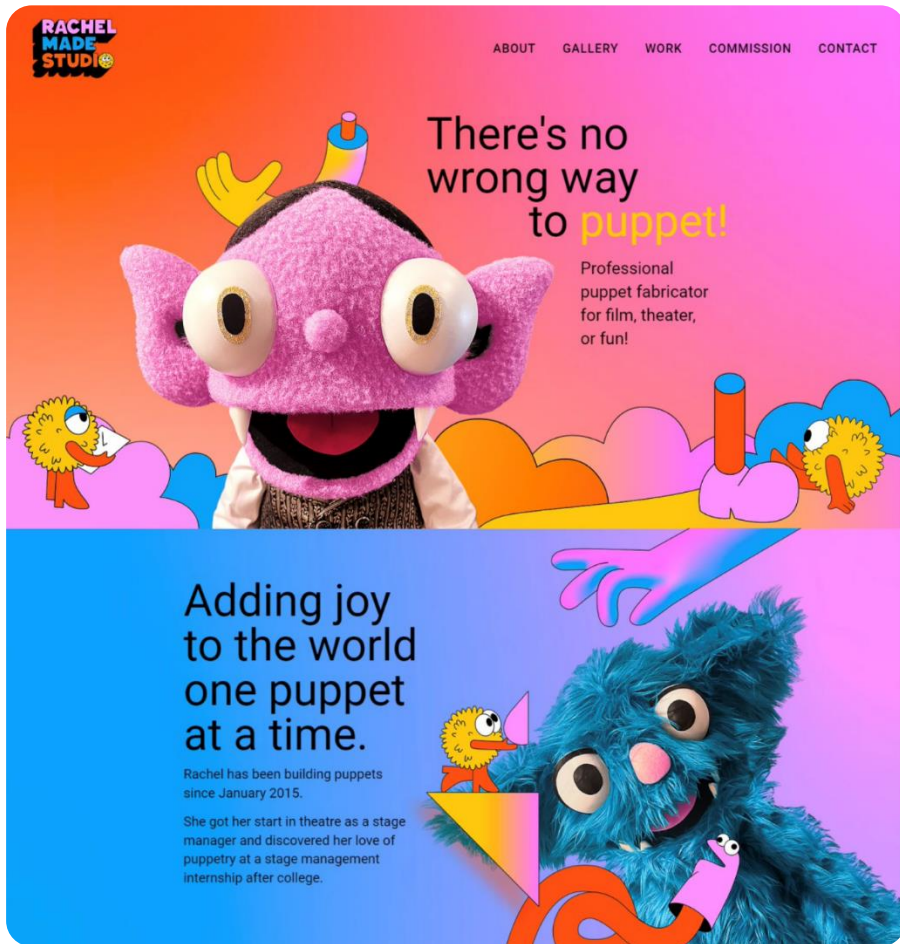 RACHEL
MADE
STUDIO
ABOUT GALLERY WORK COMMISSION CONTACT
There's no
wrong way
to puppet!
Professional
puppet fabricator
for film, theater,
or fun!
Adding joy
to the world
one puppet
at a time.
Rachel has been building puppets
since January 2015.
She got her start in theatre as a stage
manager and discovered her love of
puppetry at a stage management
internship after college.